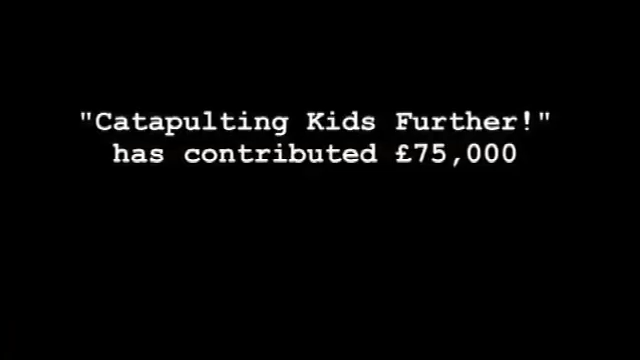 "Catapulting Kids Further!"
has contributed £75,000